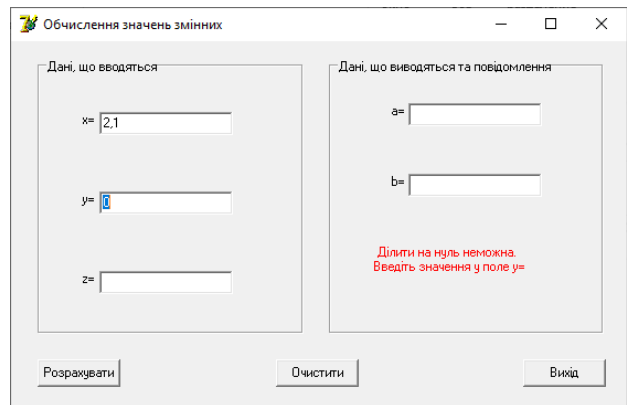 Обчислення значень змінних
Дані, що вводяться
x= 2,1
y= 0
z=
Дані, що виводяться та повідомлення
a=
b=
Ділити на нуль неможна.
Введіть значення у поле y=
Розрахувати
Очистити
Вихід